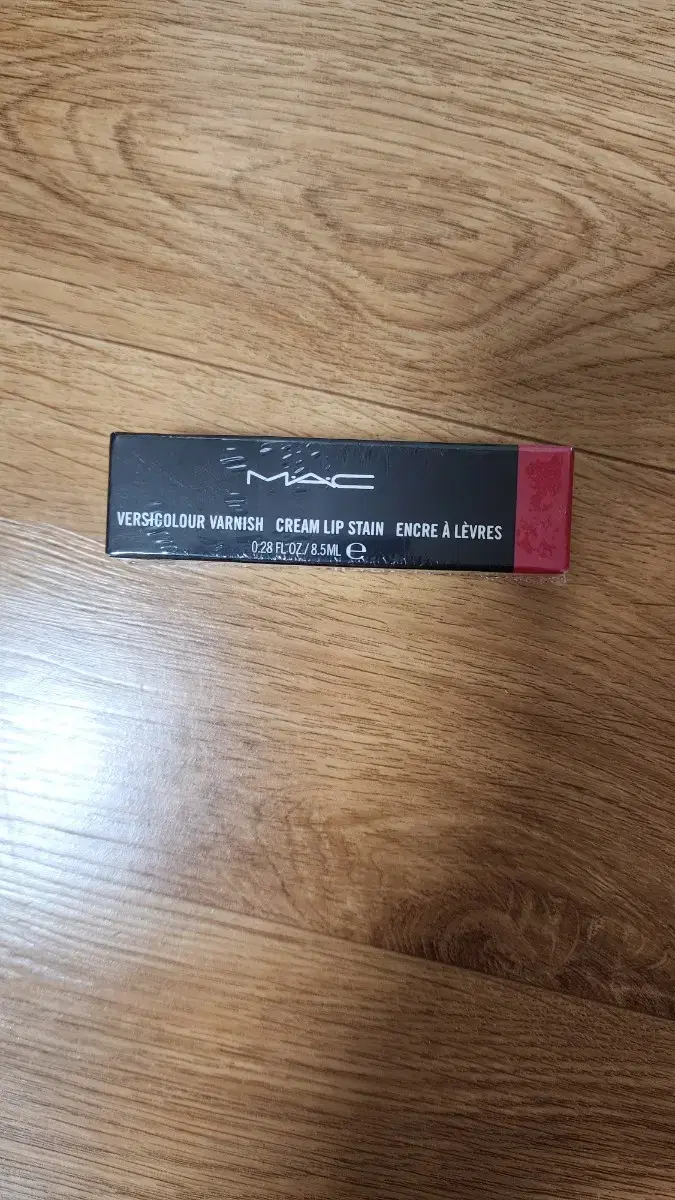 MAC
VERSICOLOUR VARNISH CREAM LIP STAIN ENCRE À LÈVRES
0.28 FL OZ / 8.5ML ℮